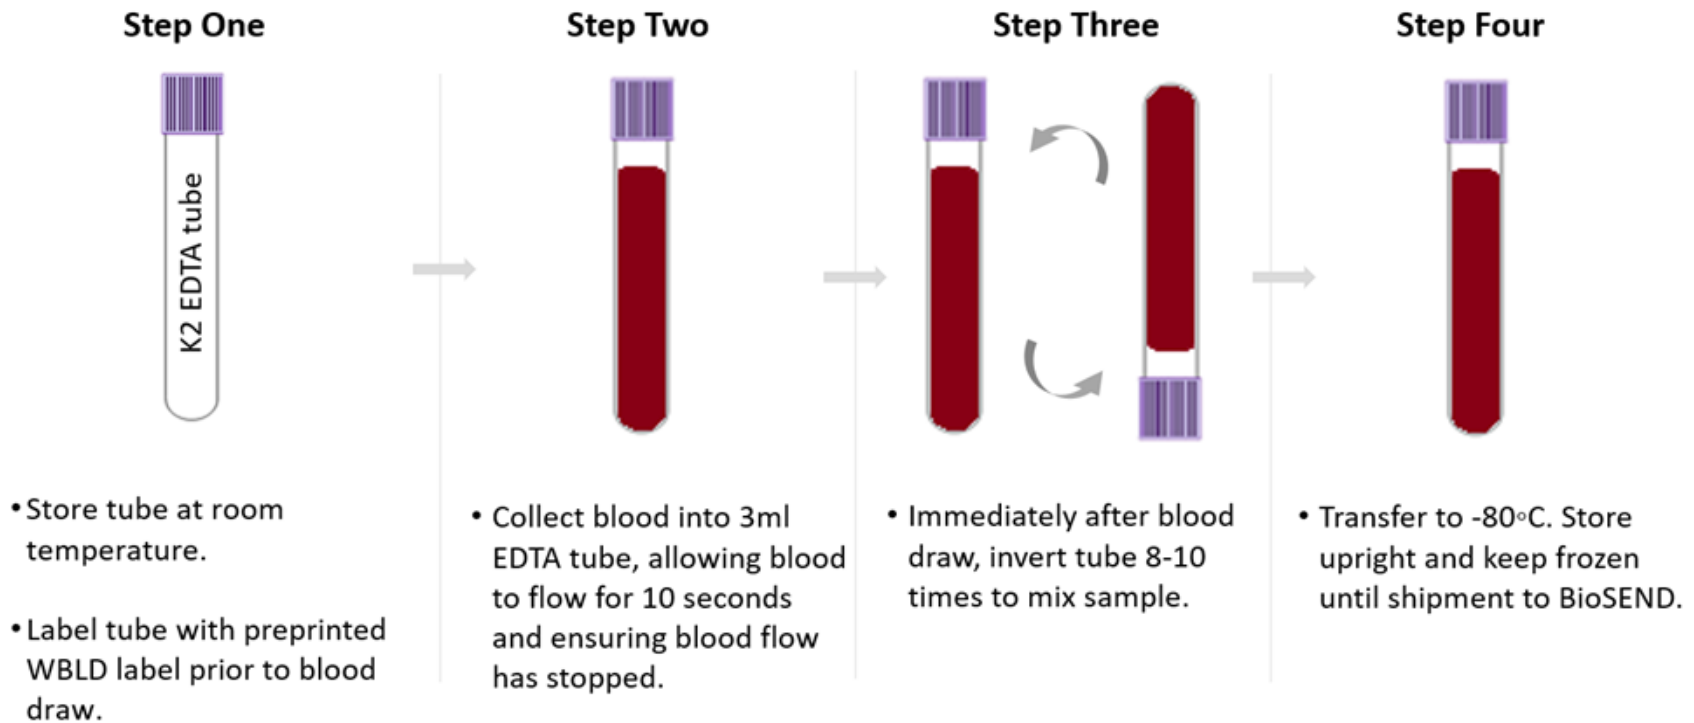 Step One
K2 EDTA tube
• Store tube at room
temperature.
• Label tube with preprinted
WBLD label prior to blood
draw.
Step Two
• Collect blood into 3ml
EDTA tube, allowing blood
to flow for 10 seconds
and ensuring blood flow
has stopped.
Step Three
• Immediately after blood
draw, invert tube 8-10
times to mix sample.
Step Four
• Transfer to -80◦C. Store
upright and keep frozen
until shipment to BioSEND.